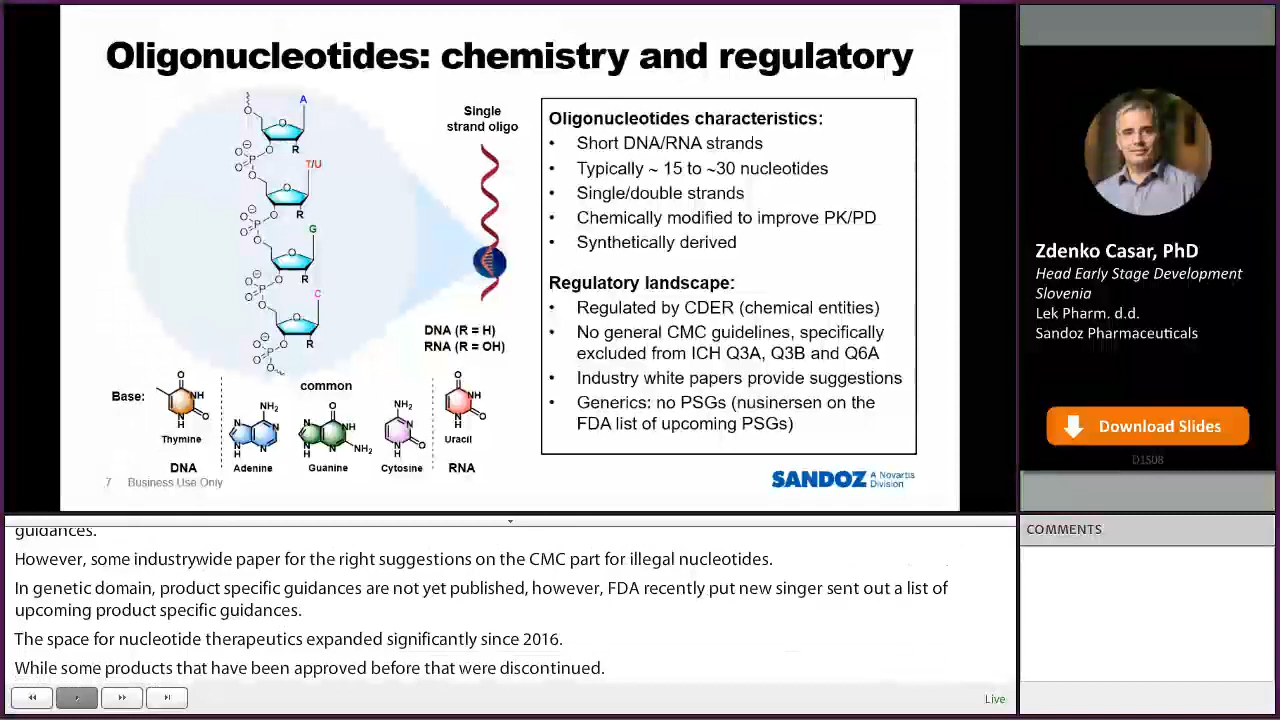 Oligonucleotides: chemistry and regulatory
A
O
O
R
O
O
P
O
O
T/U
O
R
O
O
P
O
O
G
O
R
O
O
P
O
O
C
O
R
O
O
P
O
O
Single
strand oligo
DNA (R = H)
RNA (R = OH)
Base:
common
O
NH
N
H
O
Thymine
DNA
NH2
N
N
N
H
N
Adenine
O
N
NH
N
H
N
NH2
Guanine
NH2
N
N
H
O
Cytosine
O
NH
N
H
O
Uracil
RNA
Oligonucleotides characteristics:
• Short DNA/RNA strands
• Typically ~ 15 to ~30 nucleotides
• Single/double strands
• Chemically modified to improve PK/PD
• Synthetically derived
Regulatory landscape:
• Regulated by CDER (chemical entities)
• No general CMC guidelines, specifically
excluded from ICH Q3A, Q3B and Q6A
• Industry white papers provide suggestions
• Generics: no PSGs (nusinersen on the
FDA list of upcoming PSGs)
7 Business Use Only
SANDOZ A Novartis
Division
Zdenko Casar, PhD
Head Early Stage Development
Slovenia
Lek Pharm. d.d.
Sandoz Pharmaceuticals
Download Slides
D1S08
guidances.
However, some industrywide paper for the right suggestions on the CMC part for illegal nucleotides.
In genetic domain, product specific guidances are not yet published, however, FDA recently put new singer sent out a list of
upcoming product specific guidances.
The space for nucleotide therapeutics expanded significantly since 2016.
While some products that have been approved before that were discontinued.
Live
COMMENTS